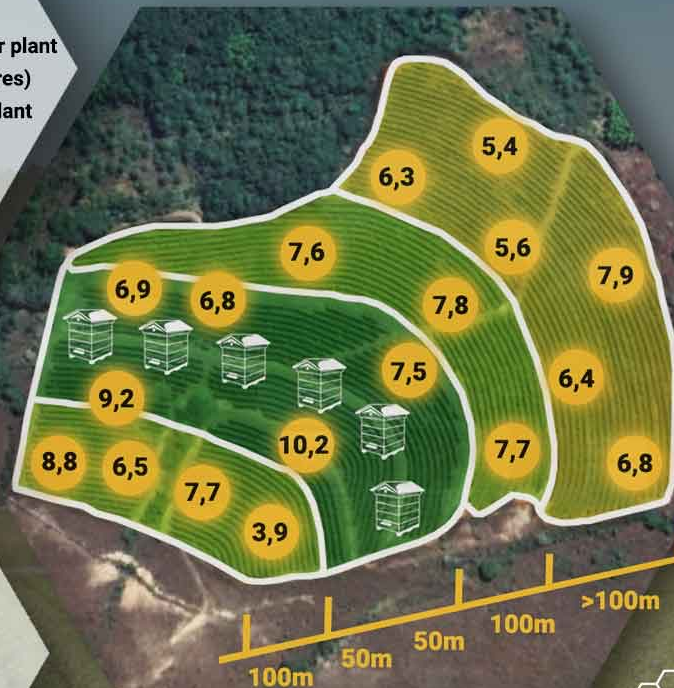 r plant
res)
lant
5,4
6,3
5,6
7,6
7,9
6,9
6,8
7,8
7,5
6,4
9,2
10,2
7,7
8,8
6,5
7,7
6,8
3,9
>100m
100m
50m
50m
100m